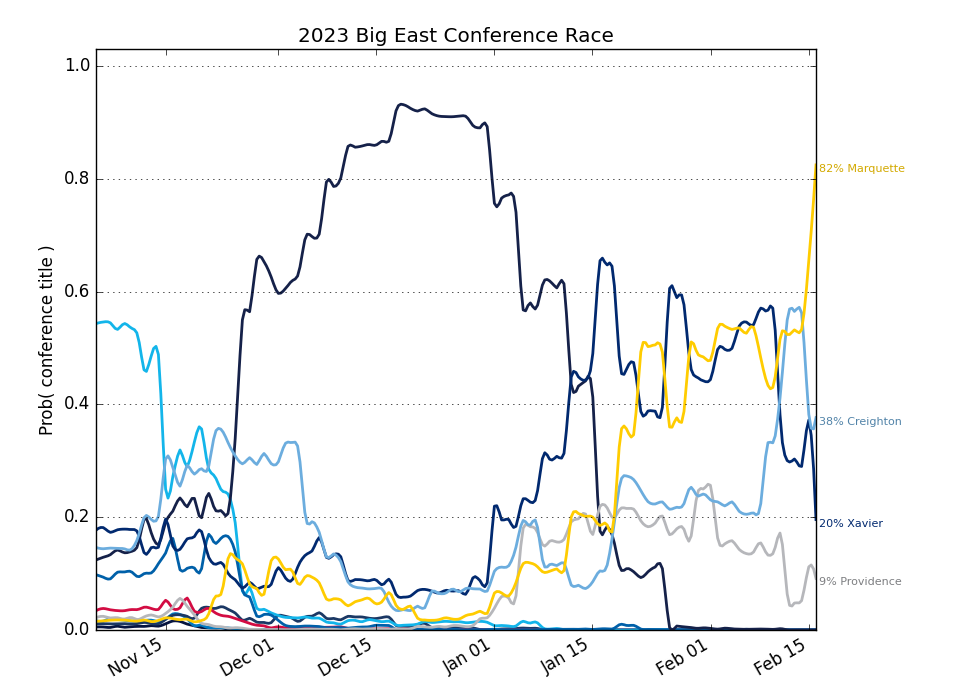 2023 Big East Conference Race
Prob( conference title )
1.0
0.8
0.6
0.4
0.2
0.0
82% Marquette
38% Creighton
20% Xavier
9% Providence
Nov 15
Dec 01
Dec 15
Jan 01
Jan 15
Feb 01
Feb 15